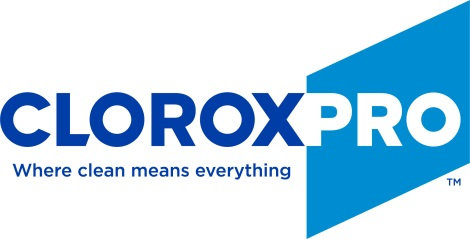 CLOROXPRO
Where clean means everything
™